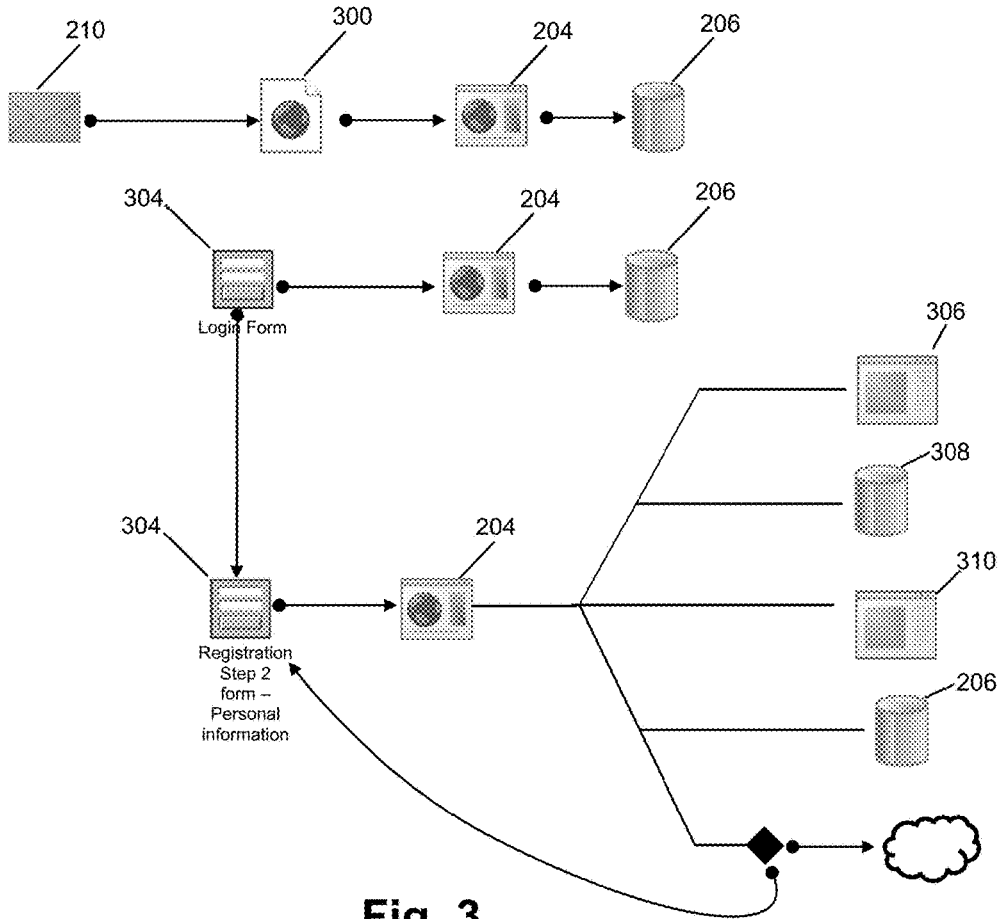 210
300
204
206
304
204
206
Login Form
306
308
304
204
310
Registration
Step 2
form –
Personal
information
206
Fig. 3